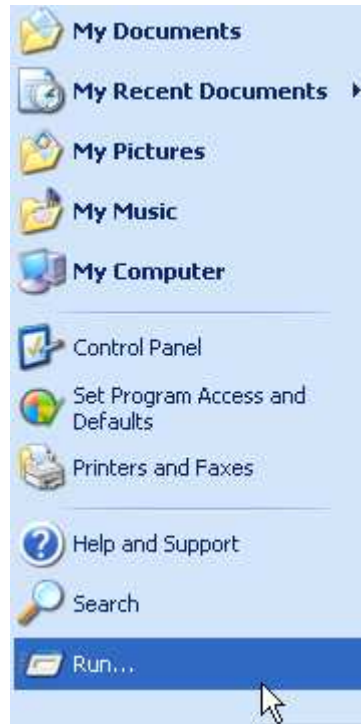 My Documents
My Recent Documents
My Pictures
My Music
My Computer
Control Panel
Set Program Access and
Defaults
Printers and Faxes
Help and Support
Search
Run...